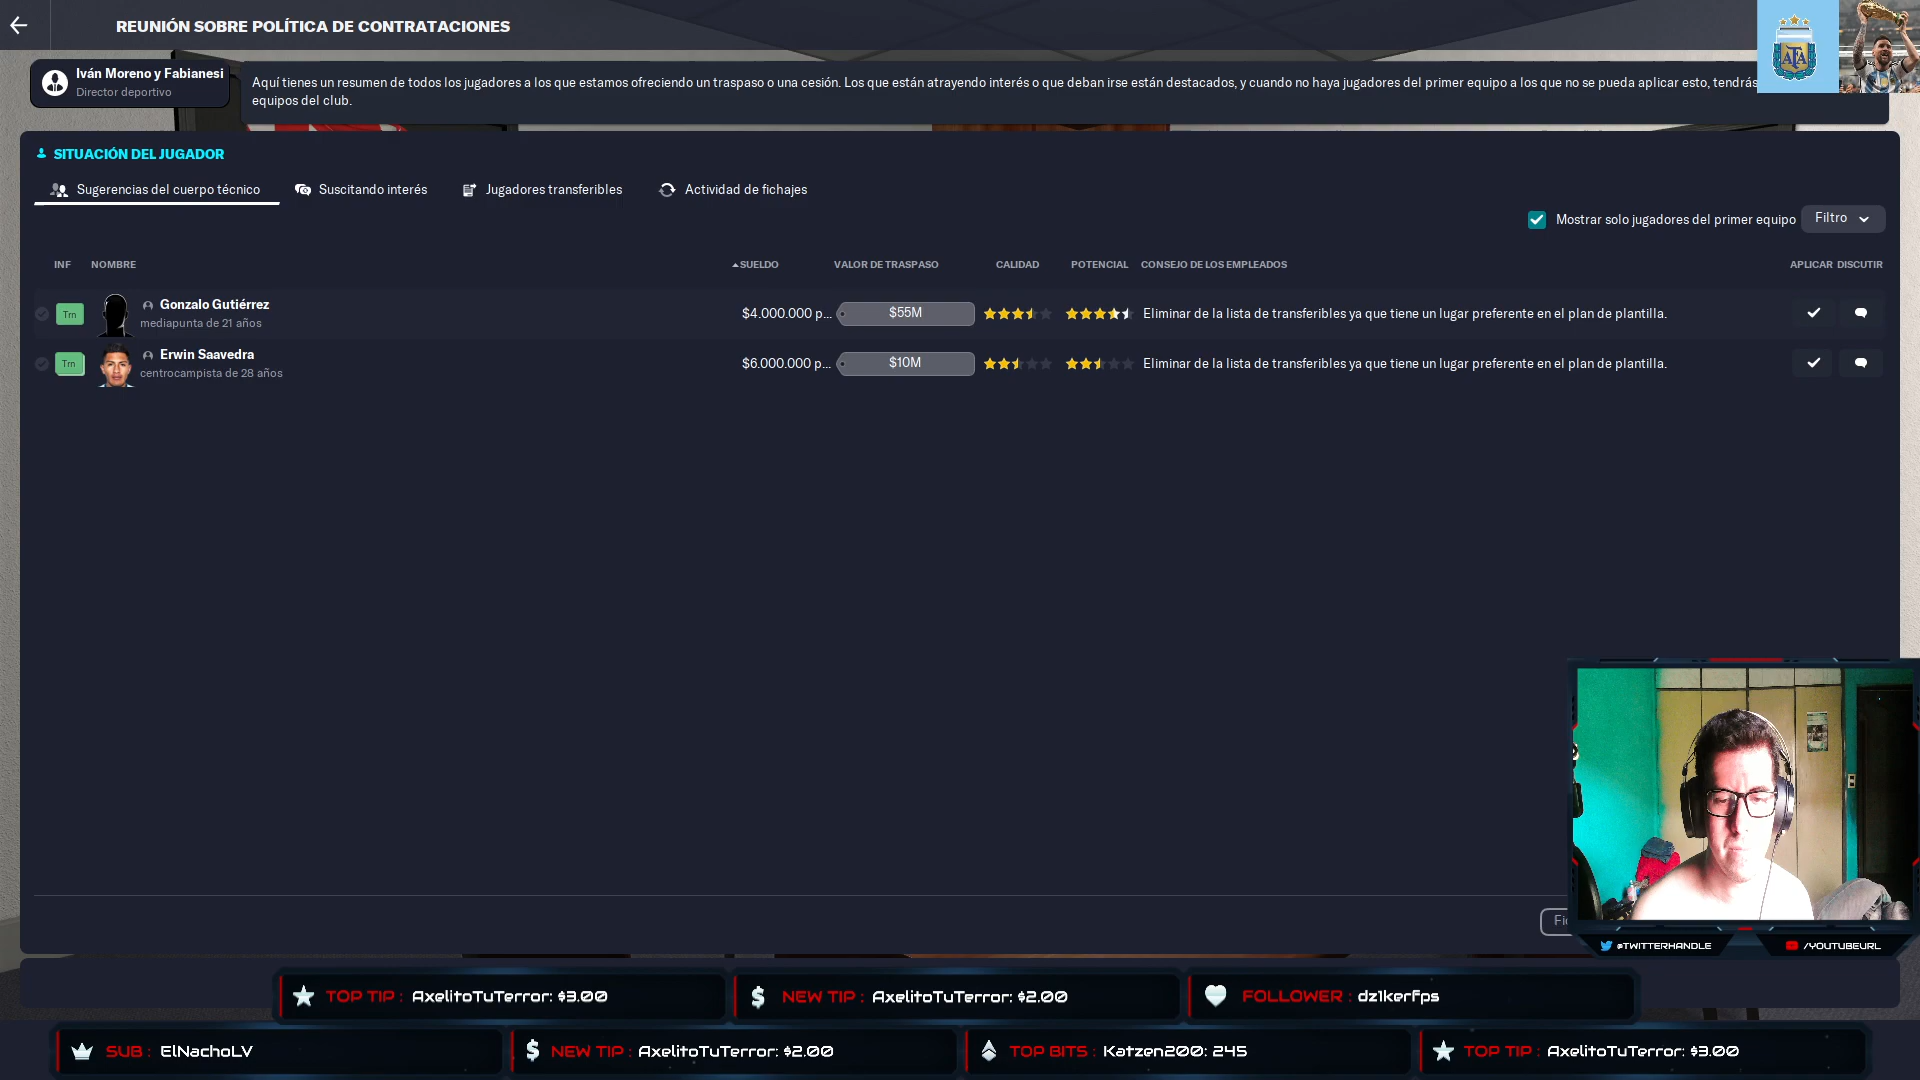 REUNIÓN SOBRE POLÍTICA DE CONTRATACIONES
Iván Moreno y Fabianesi
Director deportivo
Aquí tienes un resumen de todos los jugadores a los que estamos ofreciendo un traspaso o una cesión. Los que están atrayendo interés o que deban irse están destacados, y cuando no haya jugadores del primer equipo a los que no se pueda aplicar esto, tendrás
equipos del club.
AFA
SITUACIÓN DEL JUGADOR
Sugerencias del cuerpo técnico
Suscitando interés
Jugadores transferibles
Actividad de fichajes
Mostrar solo jugadores del primer equipo
Filtro
INF NOMBRE SUELDO VALOR DE TRASPASO CALIDAD POTENCIAL CONSEJO DE LOS EMPLEADOS APLICAR DISCUTIR
Trn
Gonzalo Gutiérrez
mediapunta de 21 años
$4.000.000 p...
$55M
Eliminar de la lista de transferibles ya que tiene un lugar preferente en el plan de plantilla.
Trn
Erwin Saavedra
centrocampista de 28 años
$6.000.000 p...
$10M
Eliminar de la lista de transferibles ya que tiene un lugar preferente en el plan de plantilla.
@TWITTERHANDLE
/YOUTUBEURL
TOP TIP : AxelitoTuTerror: $3.00
NEW TIP : AxelitoTuTerror: $2.00
FOLLOWER : dz1kerfps
SUB : ElNachoLV
NEW TIP : AxelitoTuTerror: $2.00
TOP BITS : Katzen200: 245
TOP TIP : AxelitoTuTerror: $3.00